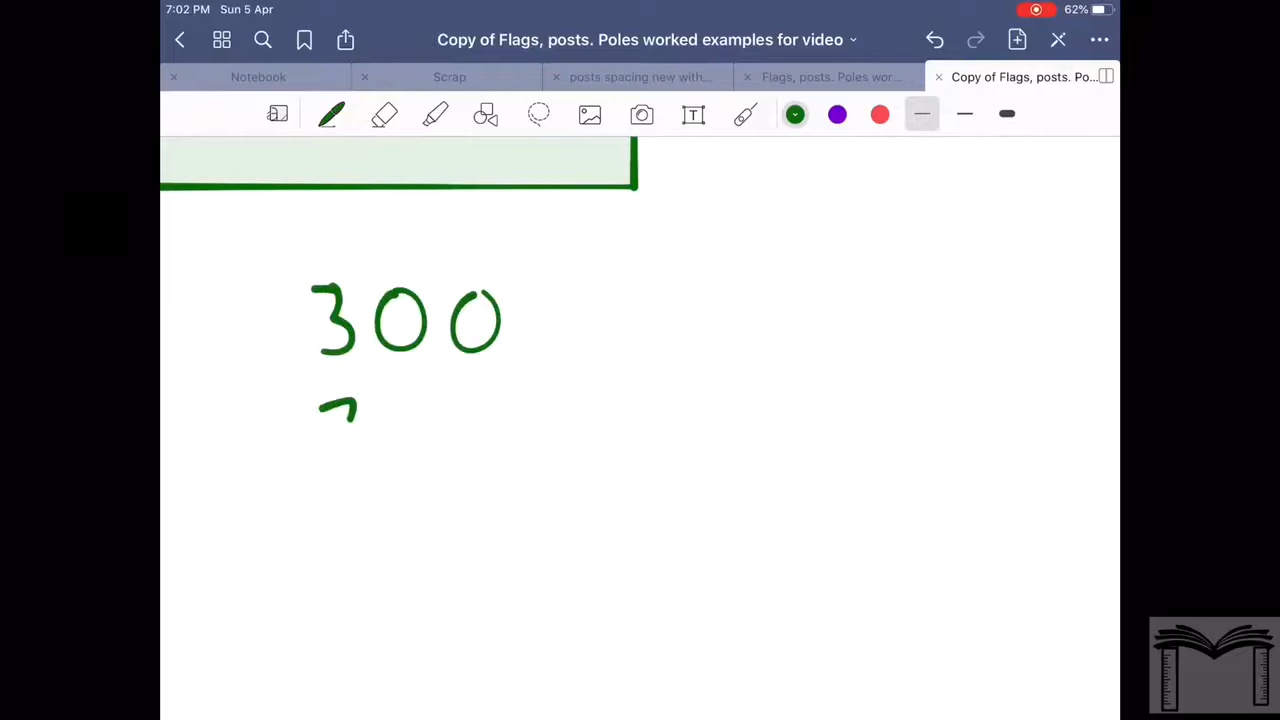 7:02 PM Sun 5 Apr 62%
Copy of Flags, posts. Poles worked examples for video
Notebook Scrap posts spacing new with... Flags, posts. Poles wor... Copy of Flags, posts. Po...
T
300